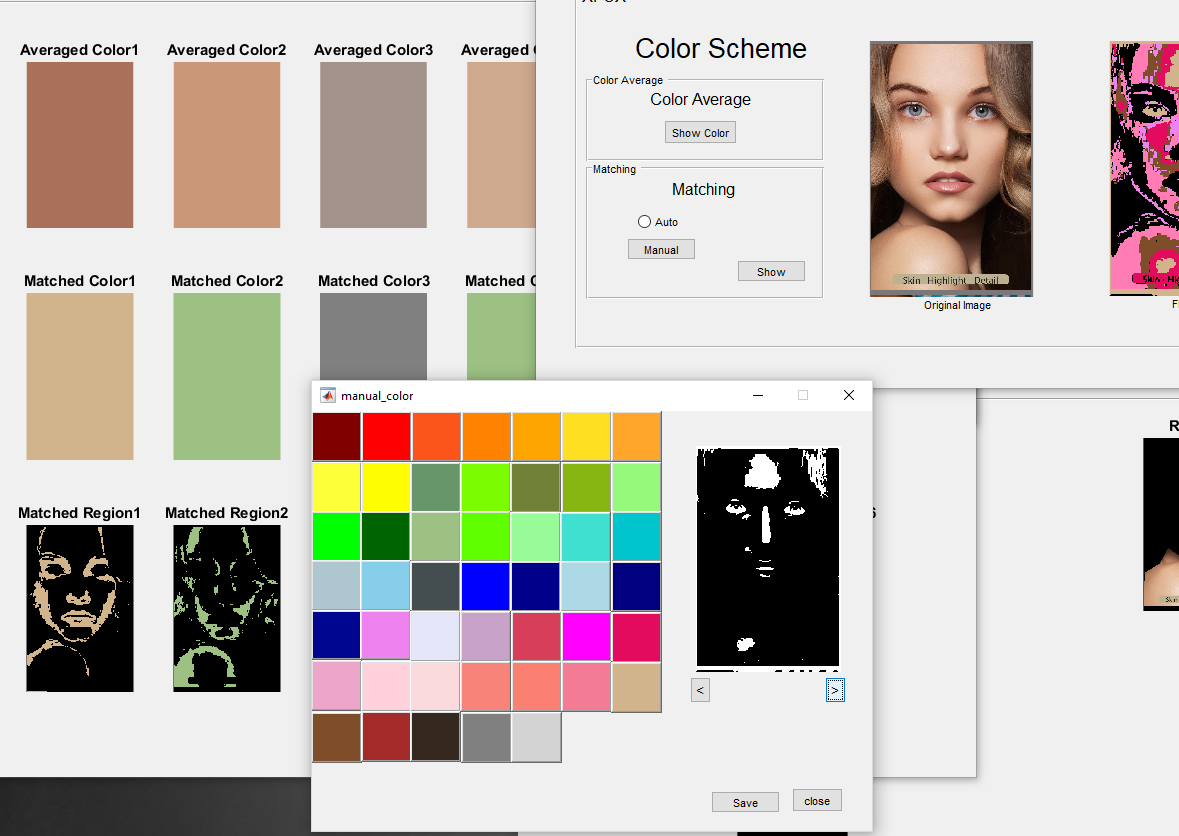 Averaged Color1
Averaged Color2
Averaged Color3
Averaged
Color Scheme
Color Average
Color Average
Show Color
Matching
Matching
Auto
Manual
Show
Skin Highlight Detail
Original Image
Matched Color1
Matched Color2
Matched Color3
Matched
manual_color
Matched Region1
Matched Region2
<
>
Save
close